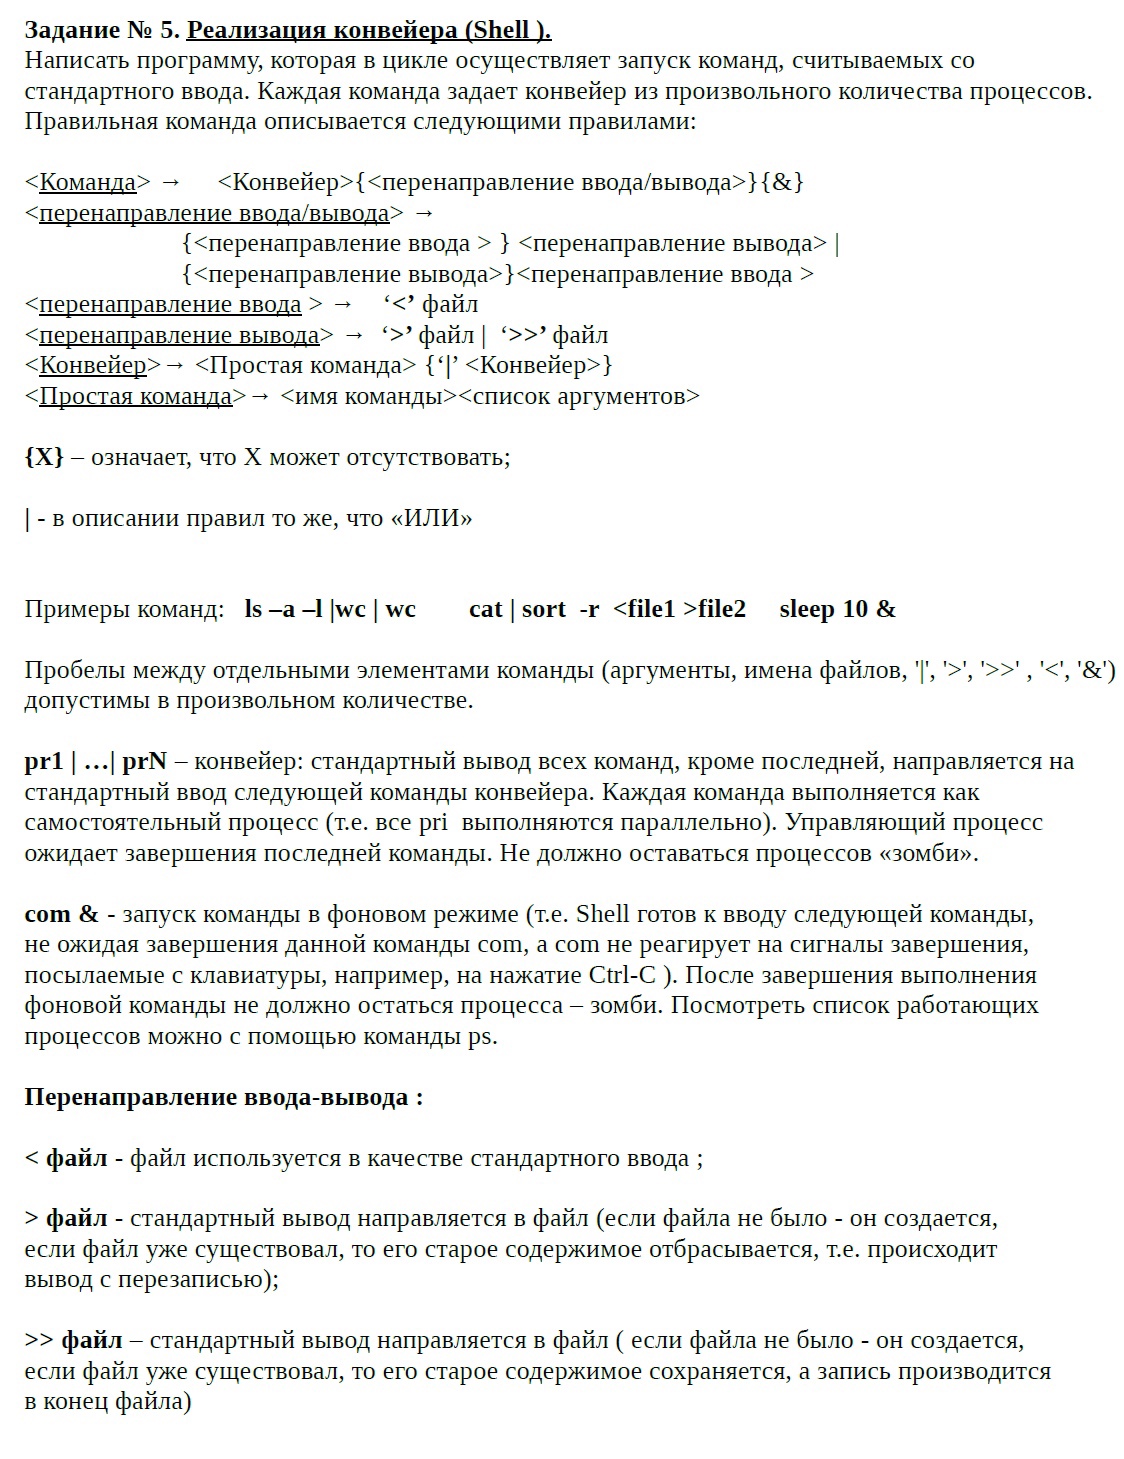 Задание № 5. Реализация конвейера (Shell ).
Написать программу, которая в цикле осуществляет запуск команд, считываемых со
стандартного ввода. Каждая команда задает конвейер из произвольного количества процессов.
Правильная команда описывается следующими правилами:
<Команда> → <Конвейер>{<перенаправление ввода/вывода>}{&}
<перенаправление ввода/вывода> →
{<перенаправление ввода > } <перенаправление вывода> |
{<перенаправление вывода>}<перенаправление ввода >
<перенаправление ввода > → ‘<’ файл
<перенаправление вывода> → ‘>’ файл | ‘>>’ файл
<Конвейер>→ <Простая команда> {‘|’ <Конвейер>}
<Простая команда>→ <имя команды><список аргументов>
{X} – означает, что X может отсутствовать;
| - в описании правил то же, что «ИЛИ»
Примеры команд: ls –a –l |wc | wc cat | sort -r <file1 >file2 sleep 10 &
Пробелы между отдельными элементами команды (аргументы, имена файлов, '|', '>', '>>' , '<', '&')
допустимы в произвольном количестве.
pr1 | …| prN – конвейер: стандартный вывод всех команд, кроме последней, направляется на
стандартный ввод следующей команды конвейера. Каждая команда выполняется как
самостоятельный процесс (т.е. все pri выполняются параллельно). Управляющий процесс
ожидает завершения последней команды. Не должно оставаться процессов «зомби».
com & - запуск команды в фоновом режиме (т.е. Shell готов к вводу следующей команды,
не ожидая завершения данной команды com, а com не реагирует на сигналы завершения,
посылаемые с клавиатуры, например, на нажатие Ctrl-C ). После завершения выполнения
фоновой команды не должно остаться процесса – зомби. Посмотреть список работающих
процессов можно с помощью команды ps.
Перенаправление ввода-вывода :
< файл - файл используется в качестве стандартного ввода ;
> файл - стандартный вывод направляется в файл (если файла не было - он создается,
если файл уже существовал, то его старое содержимое отбрасывается, т.е. происходит
вывод с перезаписью);
>> файл – стандартный вывод направляется в файл ( если файла не было - он создается,
если файл уже существовал, то его старое содержимое сохраняется, а запись производится
в конец файла)